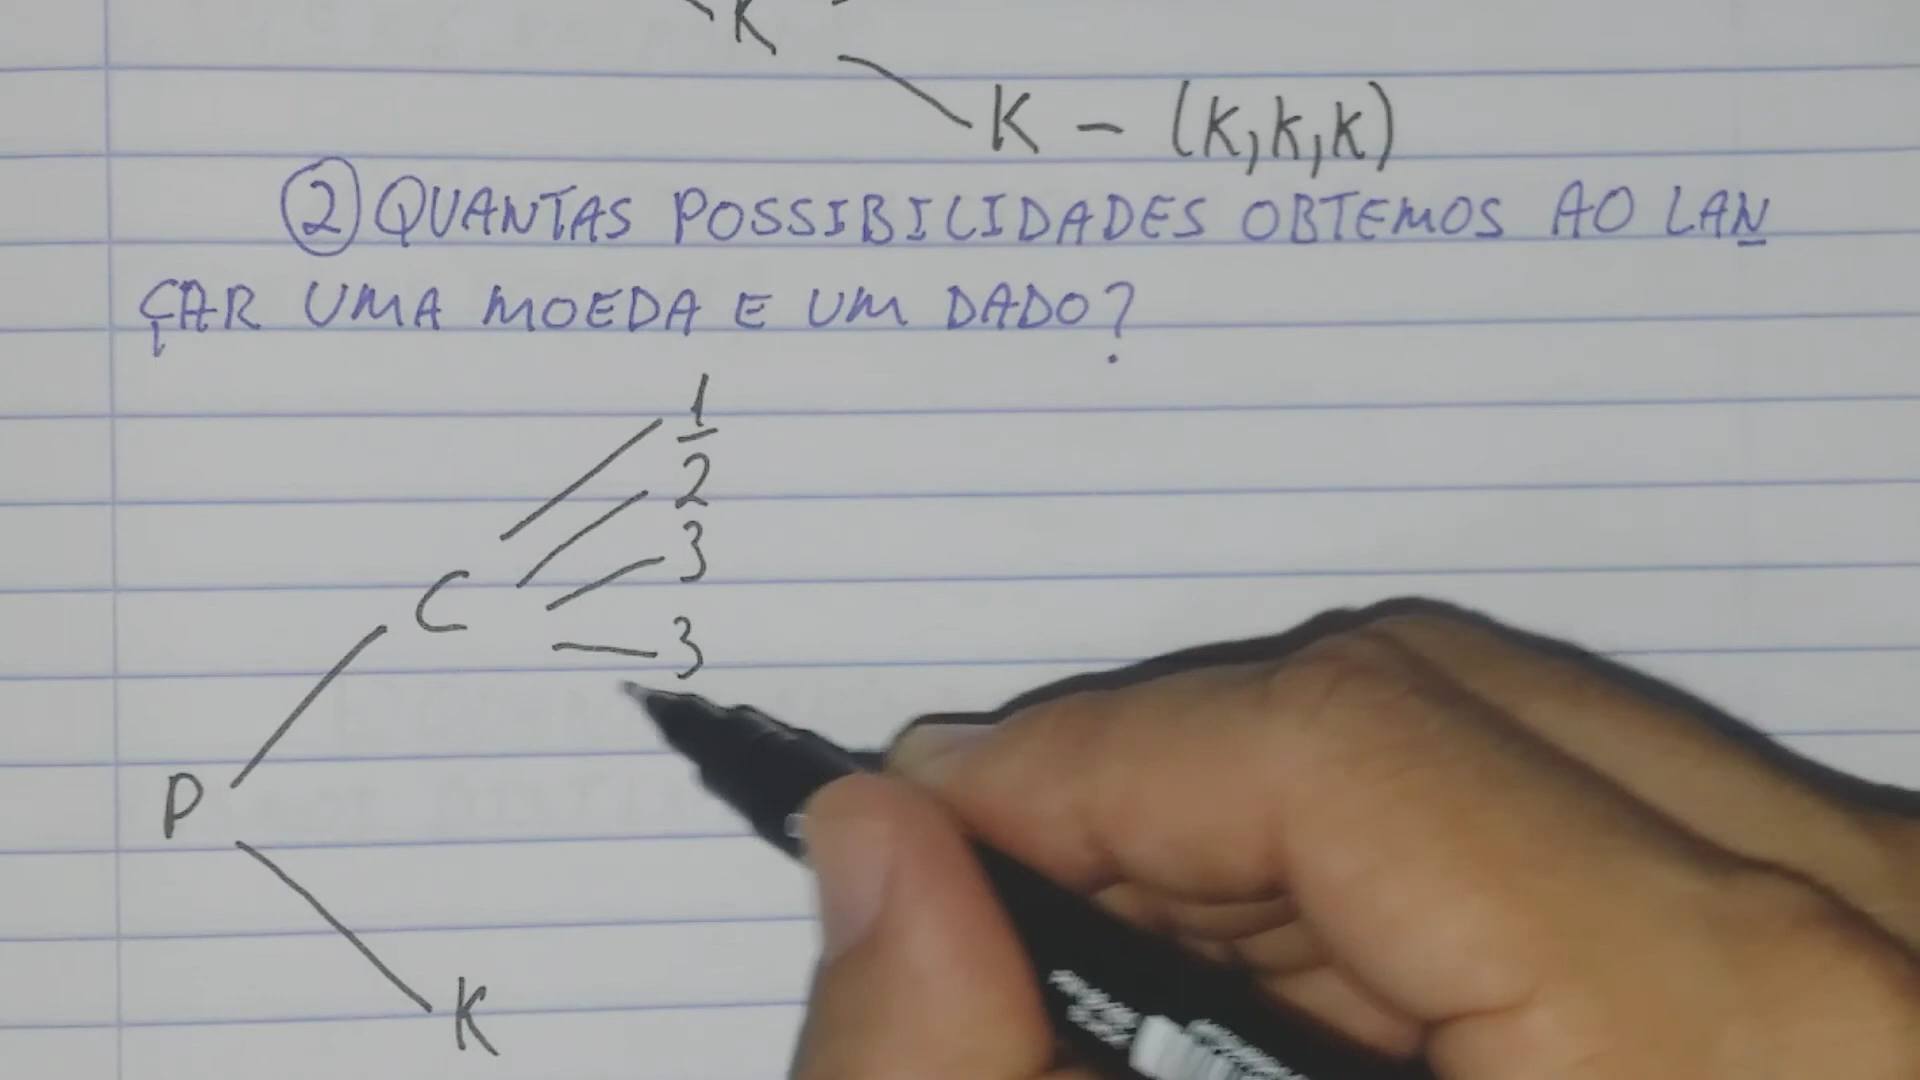 K
K - (K,K,K)
② QUANTAS POSSIBILIDADES OBTEMOS AO LAN
ÇAR UMA MOEDA E UM DADO?
1
2
3
C
3
P
K